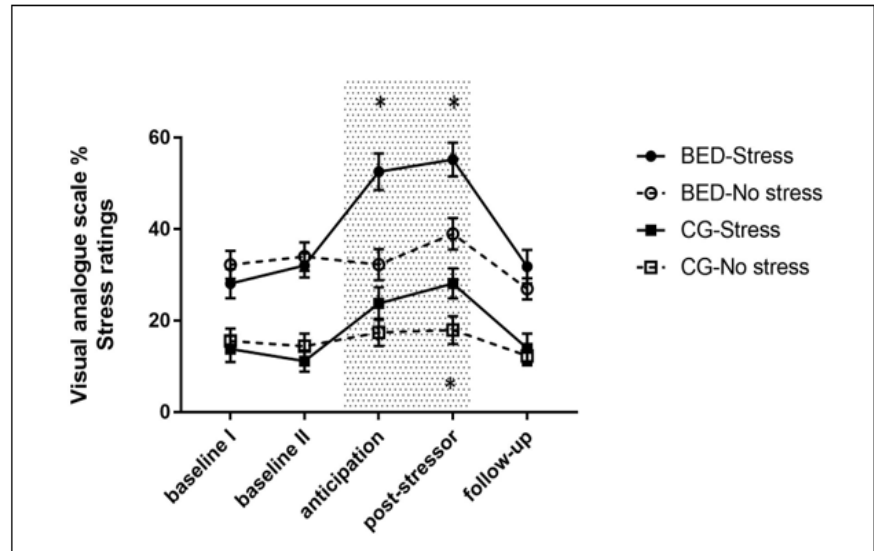 Visual analogue scale %
Stress ratings
60
40
20
0
* *
*
baseline I
baseline II
anticipation
post-stressor
follow-up
BED-Stress
BED-No stress
CG-Stress
CG-No stress